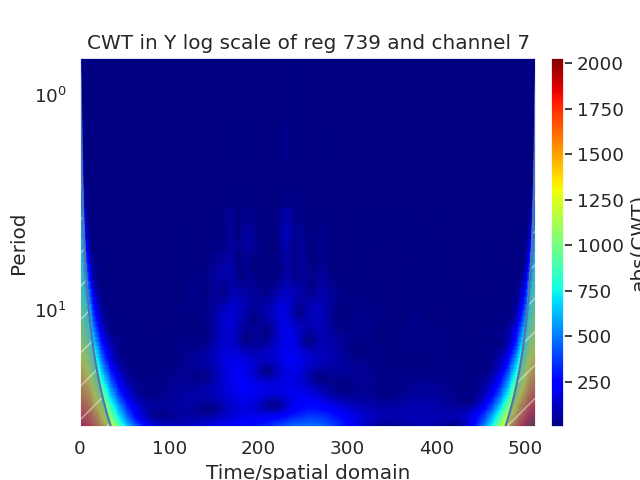 CWT in Y log scale of reg 739 and channel 7
Period
10⁰
10¹
0 100 200 300 400 500
Time/spatial domain
2000
1750
1500
1250
1000
750
500
250
abs(CWT)